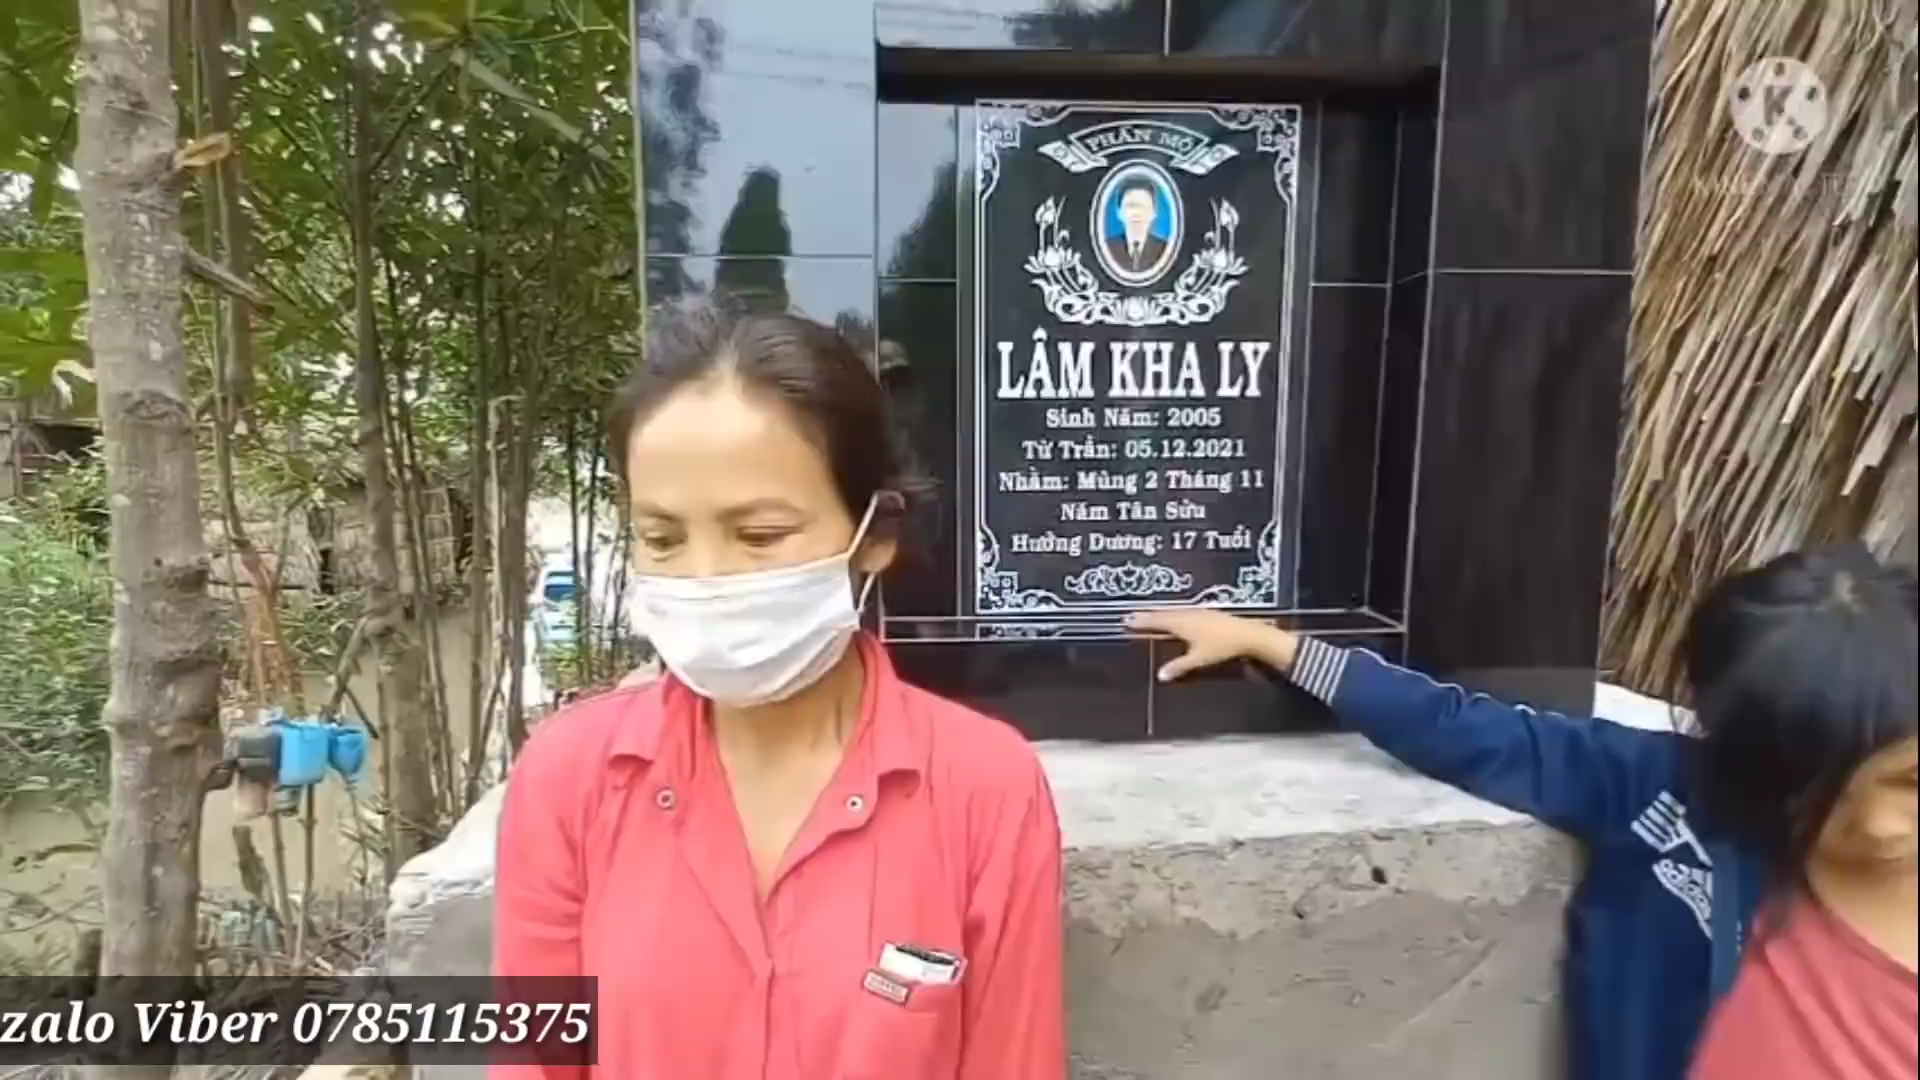 PHẦN MỘ
LÂM KHA LY
Sinh Năm: 2005
Từ Trần: 05.12.2021
Nhằm: Mùng 2 Tháng 11
Năm Tân Sửu
Hưởng Dương: 17 Tuổi
adidas
zalo Viber 0785115375